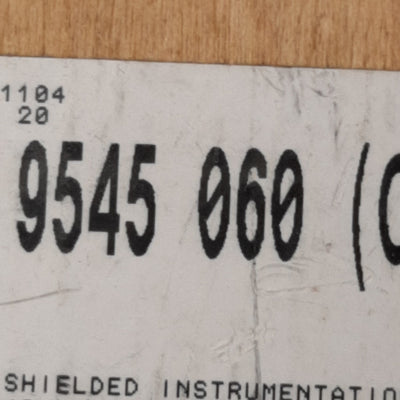 1104
20
9545 060 (C
SHIELDED INSTRUMENTATIO